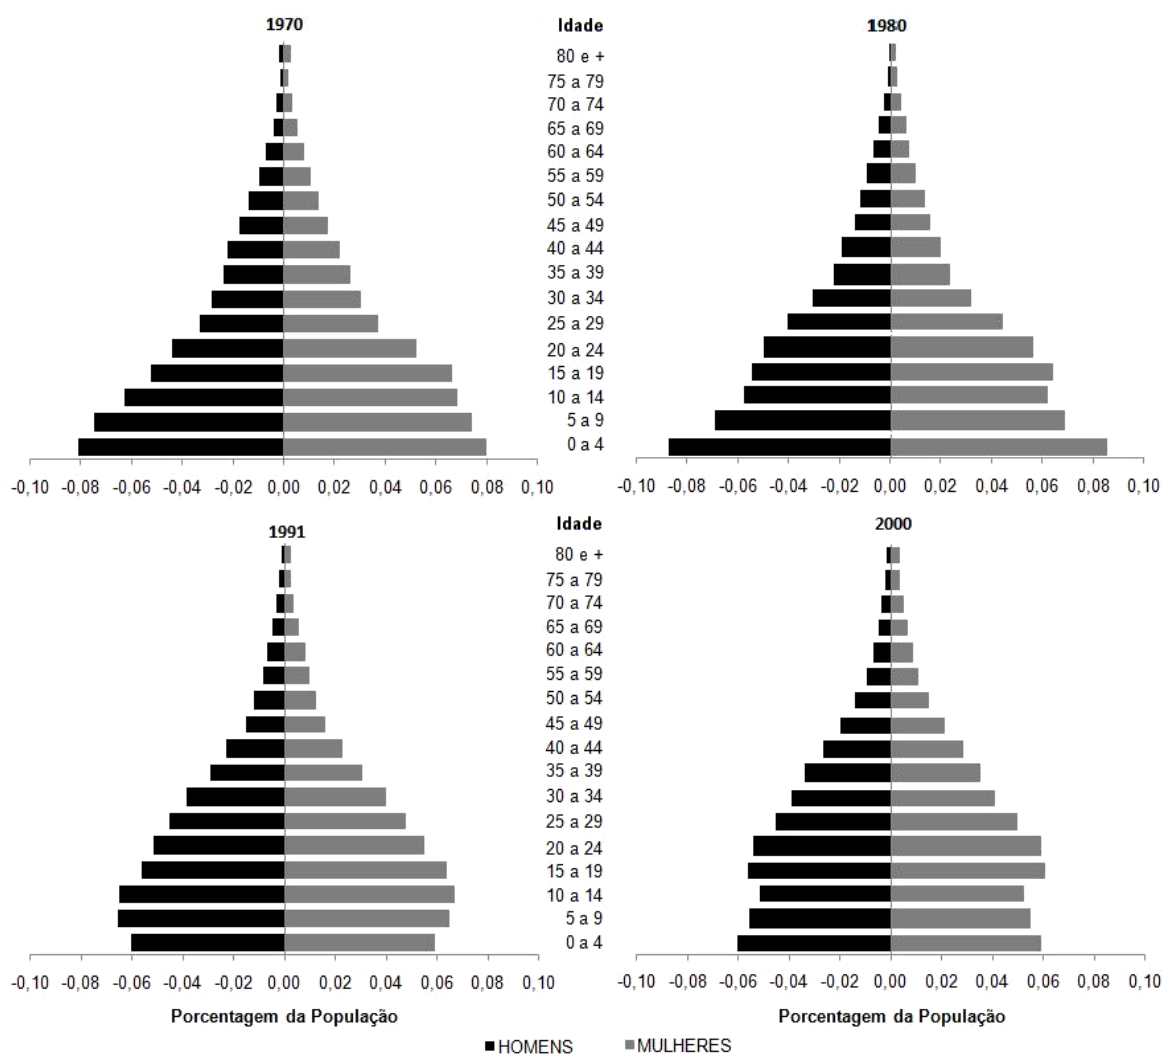 1970 Idade 1980
80 e +
75 a 79
70 a 74
65 a 69
60 a 64
55 a 59
50 a 54
45 a 49
40 a 44
35 a 39
30 a 34
25 a 29
20 a 24
15 a 19
10 a 14
5 a 9
0 a 4
-0,10 -0,08 -0,06 -0,04 -0,02 0,00 0,02 0,04 0,06 0,08 0,10
-0,10 -0,08 -0,06 -0,04 -0,02 0,00 0,02 0,04 0,06 0,08 0,10
1991 Idade 2000
80 e +
75 a 79
70 a 74
65 a 69
60 a 64
55 a 59
50 a 54
45 a 49
40 a 44
35 a 39
30 a 34
25 a 29
20 a 24
15 a 19
10 a 14
5 a 9
0 a 4
-0,10 -0,08 -0,06 -0,04 -0,02 0,00 0,02 0,04 0,06 0,08 0,10
-0,10 -0,08 -0,06 -0,04 -0,02 0,00 0,02 0,04 0,06 0,08 0,10
Porcentagem da População Porcentagem da População
HOMENS MULHERES